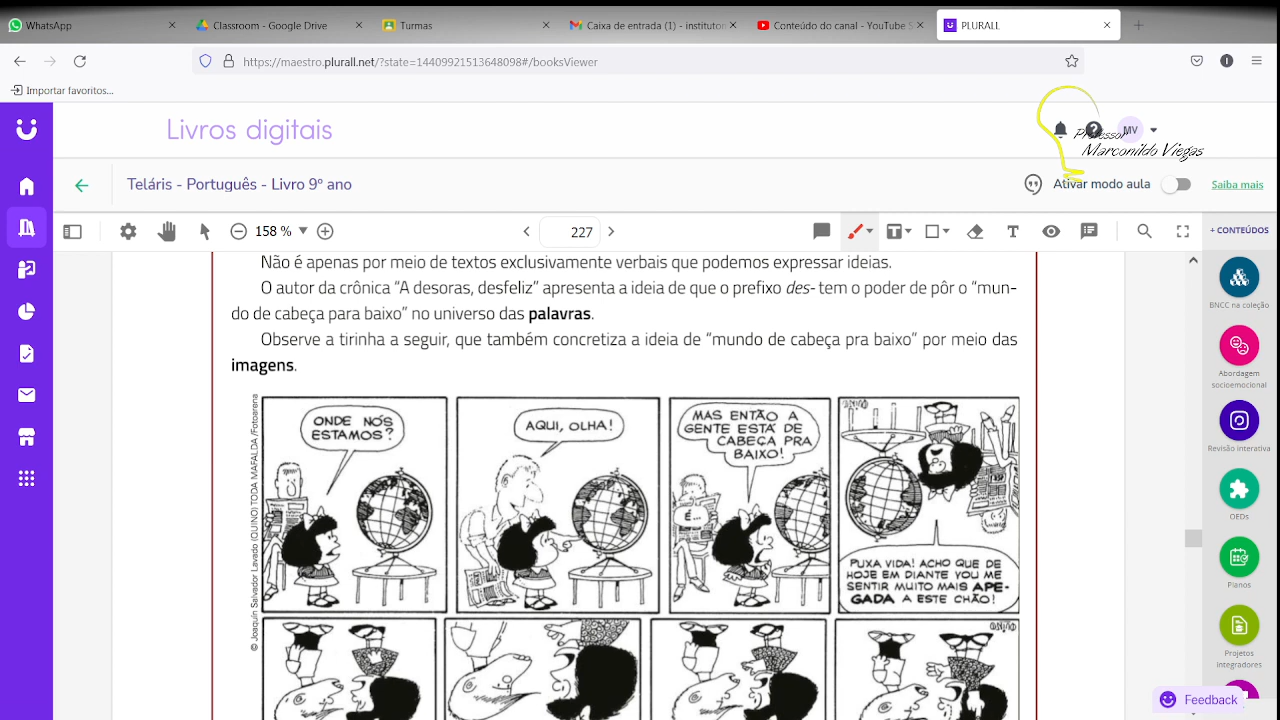 WhatsApp
Classroom - Google Drive
Turmas
Caixa de entrada (1) - instituton
Conteúdo do canal - YouTube S
PLURALL
https://maestro.plurall.net/?state=14409921513648098#/booksViewer
Importar favoritos...
Livros digitais
MV
Professor
Marconildo Viegas
Teláris - Português - Livro 9º ano
Ativar modo aula
Saiba mais
158 %
227
+ CONTEÚDOS
Não é apenas por meio de textos exclusivamente verbais que podemos expressar ideias.
O autor da crônica “A desoras, desfeliz” apresenta a ideia de que o prefixo des- tem o poder de pôr o “mun-
do de cabeça para baixo” no universo das palavras.
Observe a tirinha a seguir, que também concretiza a ideia de “mundo de cabeça pra baixo” por meio das
imagens.
© Joaquín Salvador Lavado (QUINO) TODA MAFALDA /Fotoarena
ONDE NÓS
ESTAMOS?
AQUI, OLHA!
MAS ENTÃO A
GENTE ESTÁ DE
CABEÇA PRA
BAIXO!
É...
PUXA VIDA! ACHO QUE DE
HOJE EM DIANTE VOU ME
SENTIR MUITO MAIS APE-
GADA A ESTE CHÃO!
QUINO
BNCC na coleção
Abordagem
socioemocional
Revisão interativa
OEDs
Planos
Projetos
integradores
Feedback